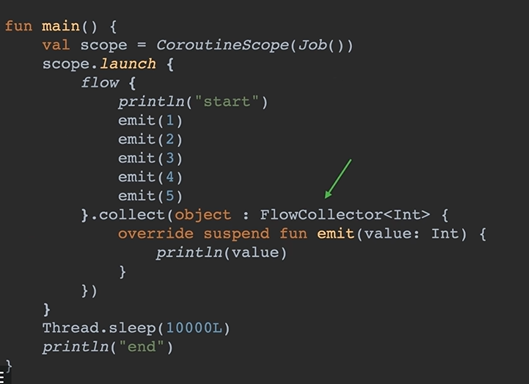 fun main() {
    val scope = CoroutineScope(Job())
    scope.launch {
        flow {
            println("start")
            emit(1)
            emit(2)
            emit(3)
            emit(4)
            emit(5)
        }.collect(object : FlowCollector<Int> {
            override suspend fun emit(value: Int) {
                println(value)
            }
        })
    }
    Thread.sleep(10000L)
    println("end")
}